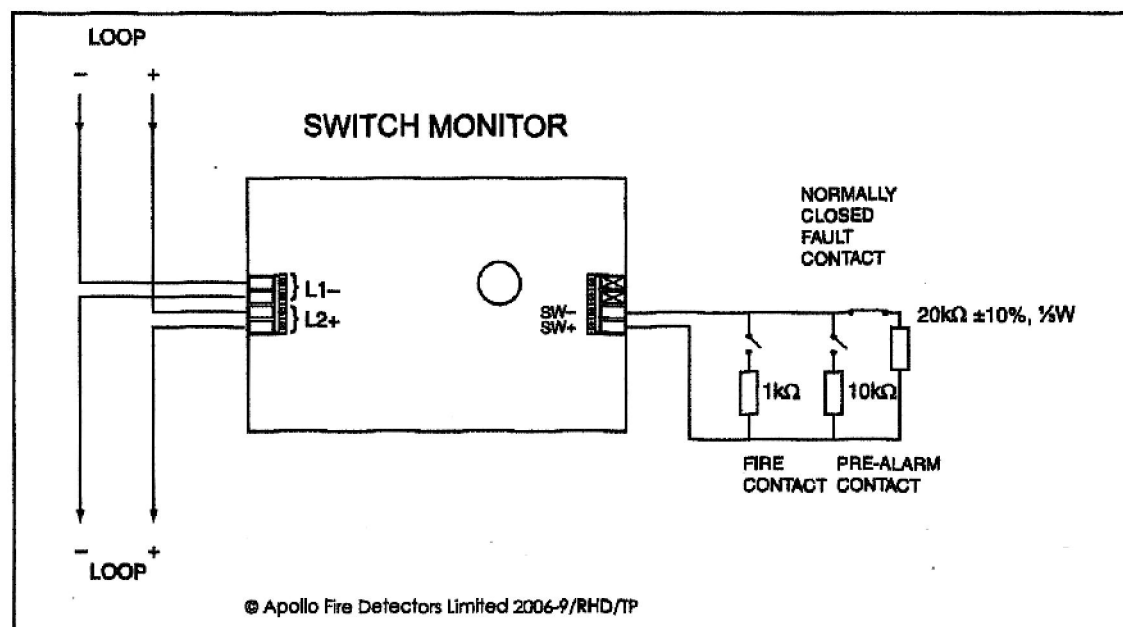 LOOP
– +
SWITCH MONITOR
NORMALLY
CLOSED
FAULT
CONTACT
L1–
L2+
SW–
SW+
20kΩ ±10%, ⅓W
1kΩ
10kΩ
FIRE
CONTACT
PRE-ALARM
CONTACT
– +
LOOP
© Apollo Fire Detectors Limited 2006-9/RHD/TP